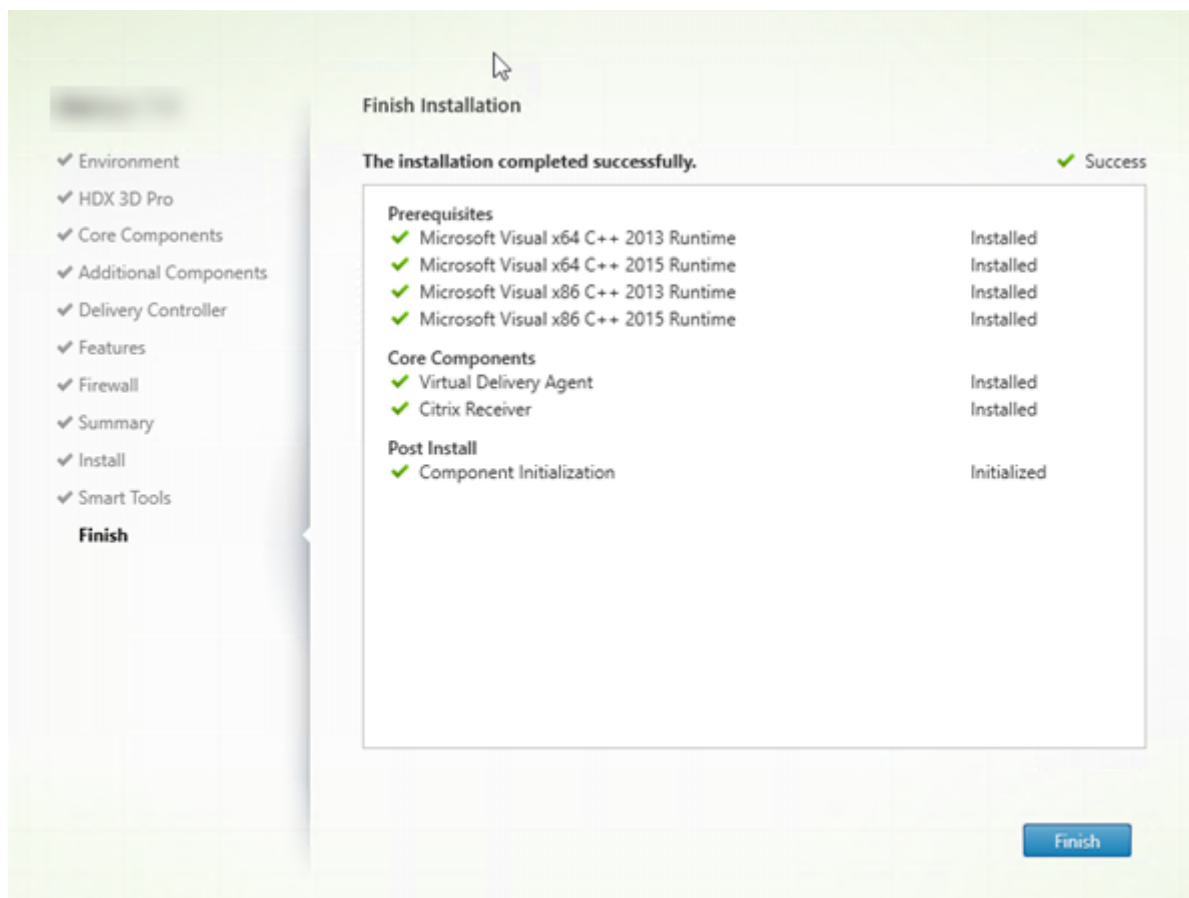 Environment
HDX 3D Pro
Core Components
Additional Components
Delivery Controller
Features
Firewall
Summary
Install
Smart Tools
Finish
Finish Installation
The installation completed successfully.
Success
Prerequisites
Microsoft Visual x64 C++ 2013 Runtime Installed
Microsoft Visual x64 C++ 2015 Runtime Installed
Microsoft Visual x86 C++ 2013 Runtime Installed
Microsoft Visual x86 C++ 2015 Runtime Installed
Core Components
Virtual Delivery Agent Installed
Citrix Receiver Installed
Post Install
Component Initialization Initialized
Finish